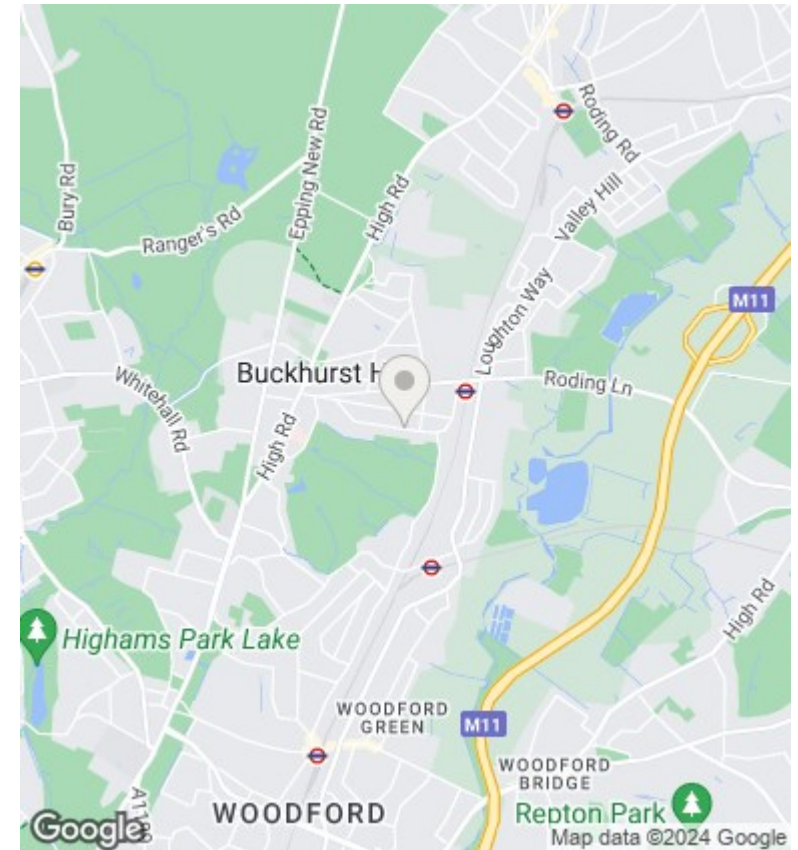 Roding Rd
Epping New Rd
Bury Rd
High Rd
Valley Hill
Ranger's Rd
M11
Loughton Way
Buckhurst H
Roding Ln
Whitehall Rd
High Rd
High Rd
Highams Park Lake
WOODFORD
GREEN
M11
WOODFORD
BRIDGE
WOODFORD
Repton Park
Google
Map data ©2024 Google